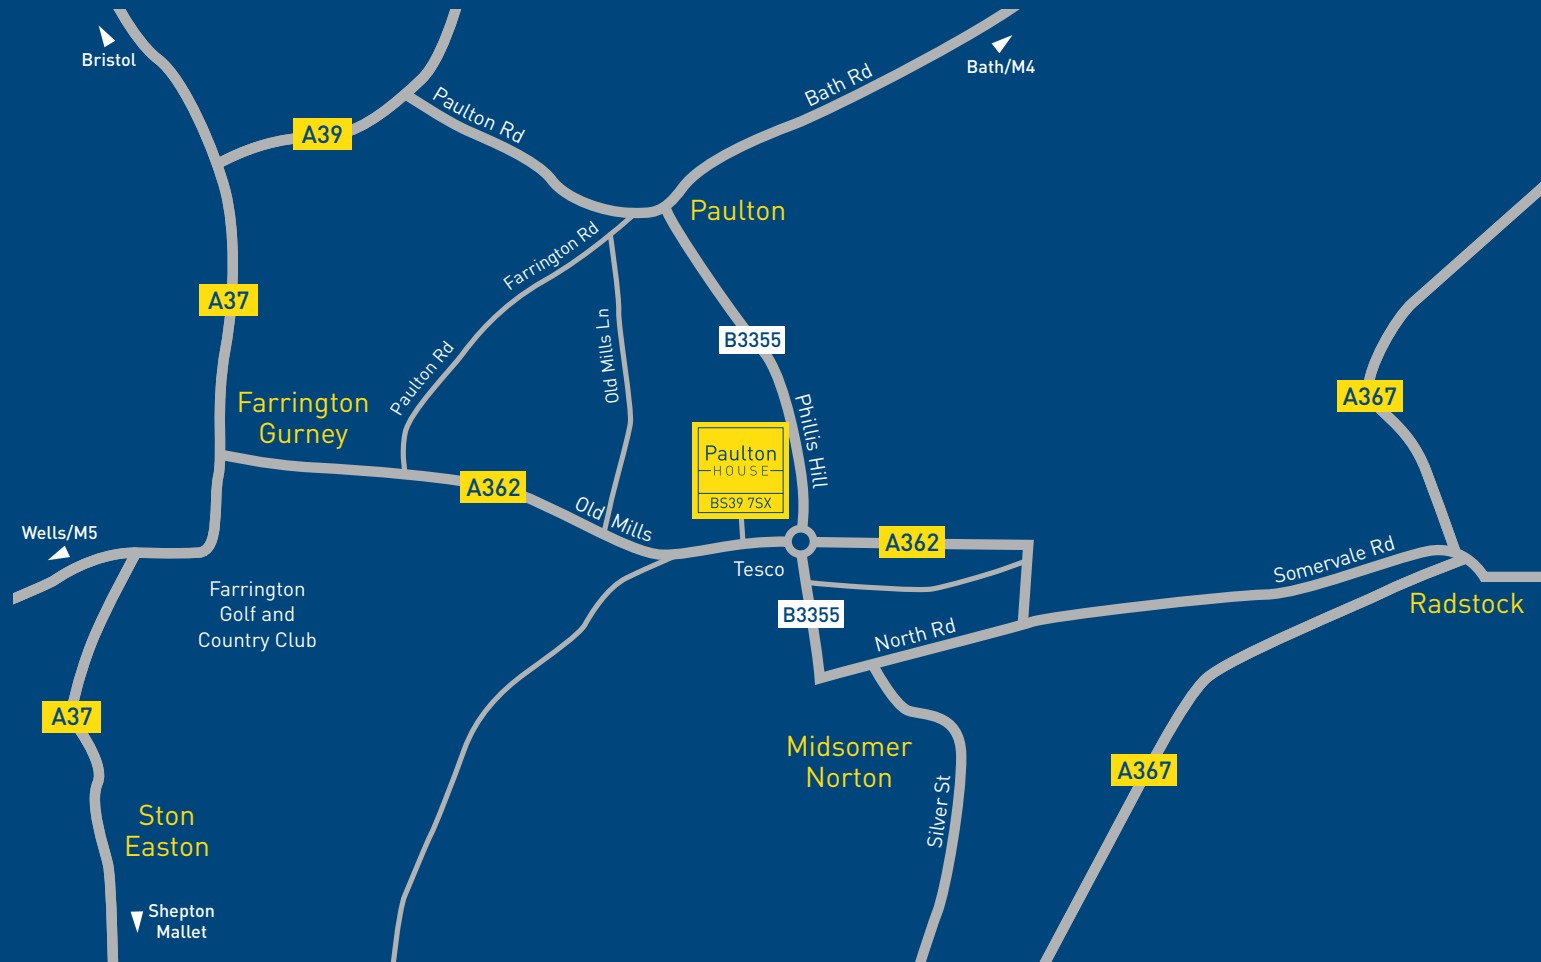 Bristol
Bath/M4
Bath Rd
Paulton Rd
A39
Paulton
Farrington Rd
A37
Old Mills Ln
B3355
Paulton Rd
A367
Farrington
Gurney
Phillis Hill
Paulton
HOUSE
BS39 7SX
A362
Old Mills
Wells/M5
A362
Somervale Rd
Tesco
Farrington
Golf and
Country Club
B3355
Radstock
North Rd
A37
Midsomer
Norton
A367
Silver St
Ston
Easton
Shepton
Mallet